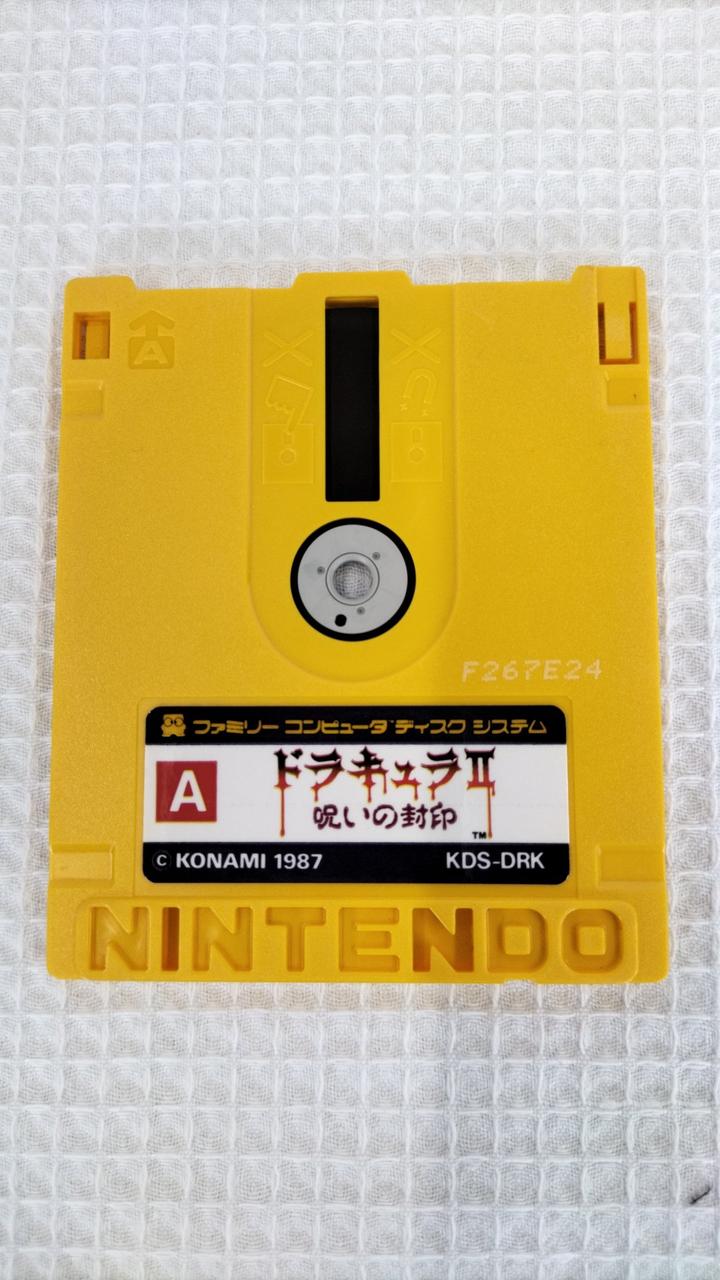 A
F267E24
ファミリー コンピュータ ディスク システム
A
ドラキュラII
呪いの封印
TM
© KONAMI 1987 KDS-DRK
NINTENDO